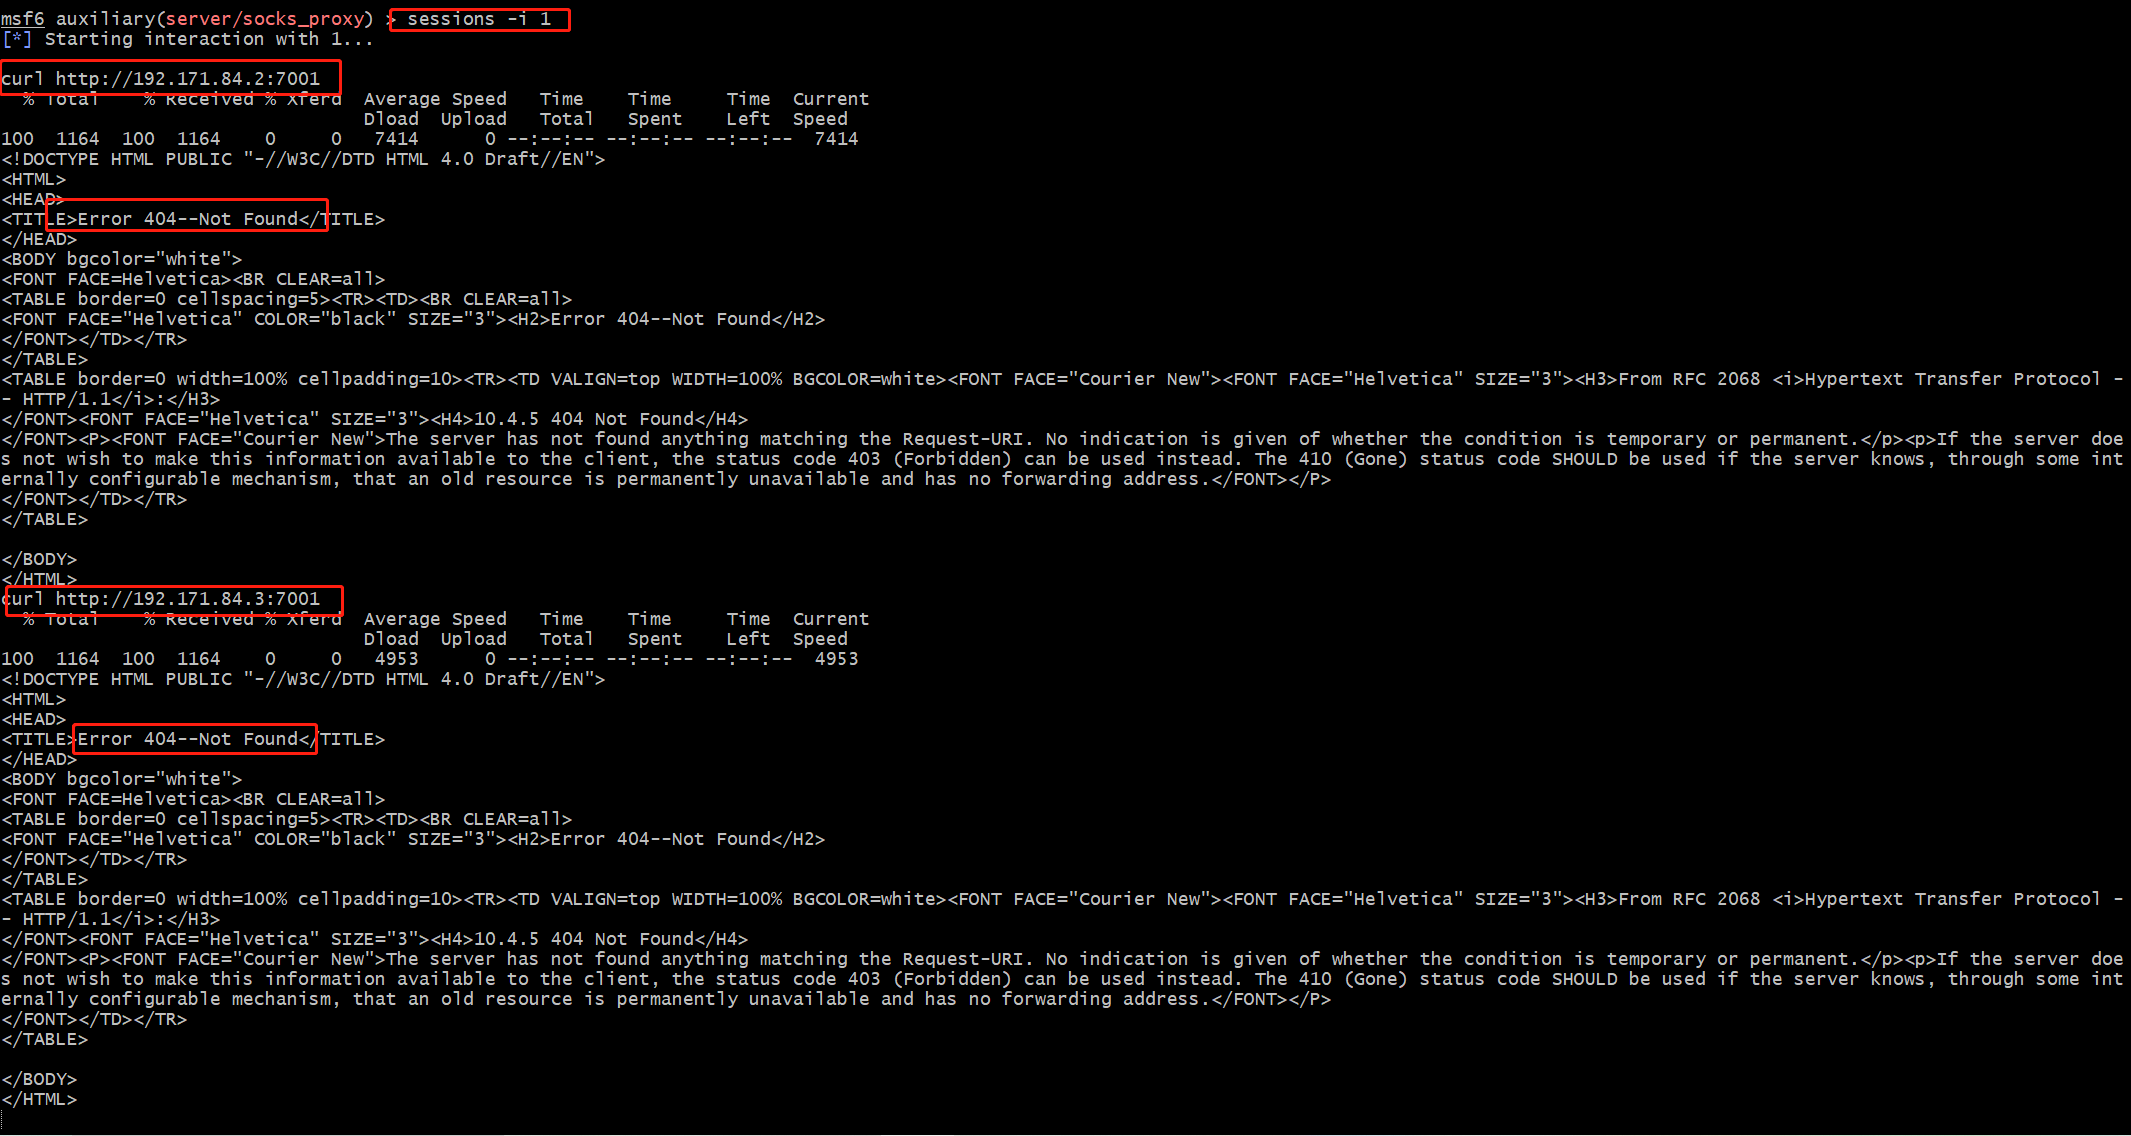 msf6 auxiliary(server/socks_proxy) > sessions -i 1
[*] Starting interaction with 1...
curl http://192.171.84.2:7001
  % Total    % Received % Xferd  Average Speed   Time    Time     Time  Current
                                 Dload  Upload   Total   Spent    Left  Speed
100  1164  100  1164    0     0   7414      0 --:--:-- --:--:-- --:--:--  7414
<!DOCTYPE HTML PUBLIC "-//W3C//DTD HTML 4.0 Draft//EN">
<HTML>
<HEAD>
<TITLE>Error 404--Not Found</TITLE>
</HEAD>
<BODY bgcolor="white">
<FONT FACE=Helvetica><BR CLEAR=all>
<TABLE border=0 cellspacing=5><TR><TD><BR CLEAR=all>
<FONT FACE="Helvetica" COLOR="black" SIZE="3"><H2>Error 404--Not Found</H2>
</FONT></TD></TR>
</TABLE>
<TABLE border=0 width=100% cellpadding=10><TR><TD VALIGN=top WIDTH=100% BGCOLOR=white><FONT FACE="Courier New"><FONT FACE="Helvetica" SIZE="3"><H3>From RFC 2068 <i>Hypertext Transfer Protocol -
- HTTP/1.1</i>:</H3>
</FONT><FONT FACE="Helvetica" SIZE="3"><H4>10.4.5 404 Not Found</H4>
</FONT><P><FONT FACE="Courier New">The server has not found anything matching the Request-URI. No indication is given of whether the condition is temporary or permanent.</p><p>If the server doe
s not wish to make this information available to the client, the status code 403 (Forbidden) can be used instead. The 410 (Gone) status code SHOULD be used if the server knows, through some int
ernally configurable mechanism, that an old resource is permanently unavailable and has no forwarding address.</FONT></P>
</FONT></TD></TR>
</TABLE>
</BODY>
</HTML>
curl http://192.171.84.3:7001
  % Total    % Received % Xferd  Average Speed   Time    Time     Time  Current
                                 Dload  Upload   Total   Spent    Left  Speed
100  1164  100  1164    0     0   4953      0 --:--:-- --:--:-- --:--:--  4953
<!DOCTYPE HTML PUBLIC "-//W3C//DTD HTML 4.0 Draft//EN">
<HTML>
<HEAD>
<TITLE>Error 404--Not Found</TITLE>
</HEAD>
<BODY bgcolor="white">
<FONT FACE=Helvetica><BR CLEAR=all>
<TABLE border=0 cellspacing=5><TR><TD><BR CLEAR=all>
<FONT FACE="Helvetica" COLOR="black" SIZE="3"><H2>Error 404--Not Found</H2>
</FONT></TD></TR>
</TABLE>
<TABLE border=0 width=100% cellpadding=10><TR><TD VALIGN=top WIDTH=100% BGCOLOR=white><FONT FACE="Courier New"><FONT FACE="Helvetica" SIZE="3"><H3>From RFC 2068 <i>Hypertext Transfer Protocol -
- HTTP/1.1</i>:</H3>
</FONT><FONT FACE="Helvetica" SIZE="3"><H4>10.4.5 404 Not Found</H4>
</FONT><P><FONT FACE="Courier New">The server has not found anything matching the Request-URI. No indication is given of whether the condition is temporary or permanent.</p><p>If the server doe
s not wish to make this information available to the client, the status code 403 (Forbidden) can be used instead. The 410 (Gone) status code SHOULD be used if the server knows, through some int
ernally configurable mechanism, that an old resource is permanently unavailable and has no forwarding address.</FONT></P>
</FONT></TD></TR>
</TABLE>
</BODY>
</HTML>